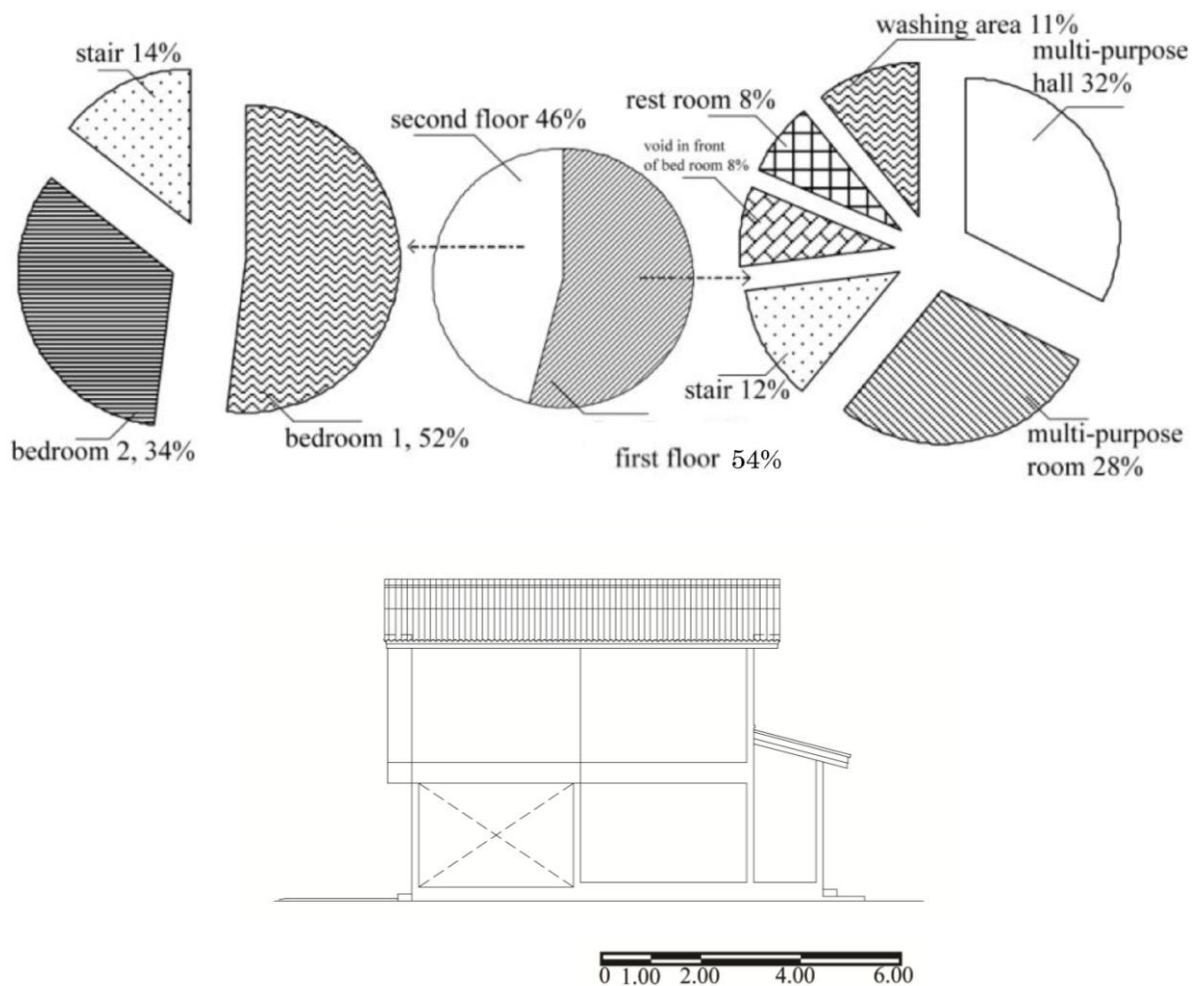 stair 14%
bedroom 2, 34%
bedroom 1, 52%
second floor 46%
first floor 54%
washing area 11%
multi-purpose
hall 32%
rest room 8%
void in front
of bed room 8%
stair 12%
multi-purpose
room 28%
0 1.00 2.00 4.00 6.00